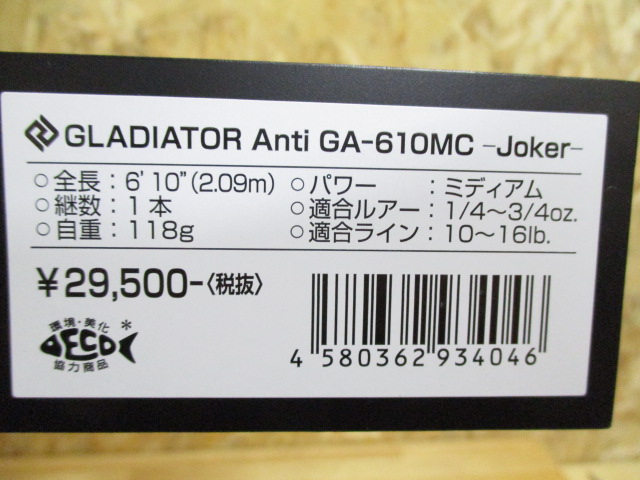 GLADIATOR Anti GA-610MC -Joker-
○全長：6'10"(2.09m) ○パワー ：ミディアム
○継数：1本 ○適合ルアー：1/4～3/4oz.
○自重：118g ○適合ライン：10～16lb.
¥29,500-〈税抜〉
環境・美化*
ECO
協力商品
4 580362 934046